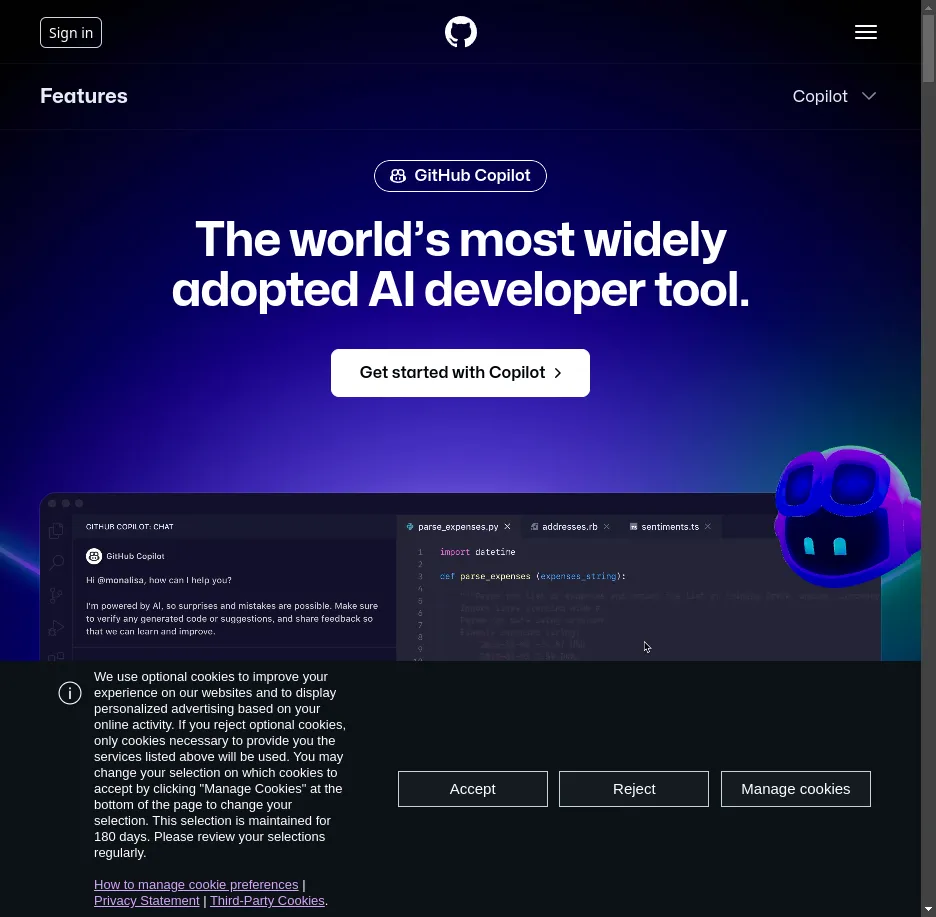 Sign in
Features
Copilot
GitHub Copilot
The world's most widely
adopted AI developer tool.
Get started with Copilot
GITHUB COPILOT: CHAT
GitHub Copilot
Hi @monalisa, how can I help you?
I'm powered by AI, so surprises and mistakes are possible. Make sure
to verify any generated code or suggestions, and share feedback so
that we can learn and improve.
parse_expenses.py
addresses.rb
sentiments.ts
1 import datetime
2
3 def parse_expenses (expenses_string):
4
5
6
7
8
9
We use optional cookies to improve your
experience on our websites and to display
personalized advertising based on your
online activity. If you reject optional cookies,
only cookies necessary to provide you the
services listed above will be used. You may
change your selection on which cookies to
accept by clicking "Manage Cookies" at the
bottom of the page to change your
selection. This selection is maintained for
180 days. Please review your selections
regularly.
How to manage cookie preferences |
Privacy Statement | Third-Party Cookies.
Accept
Reject
Manage cookies